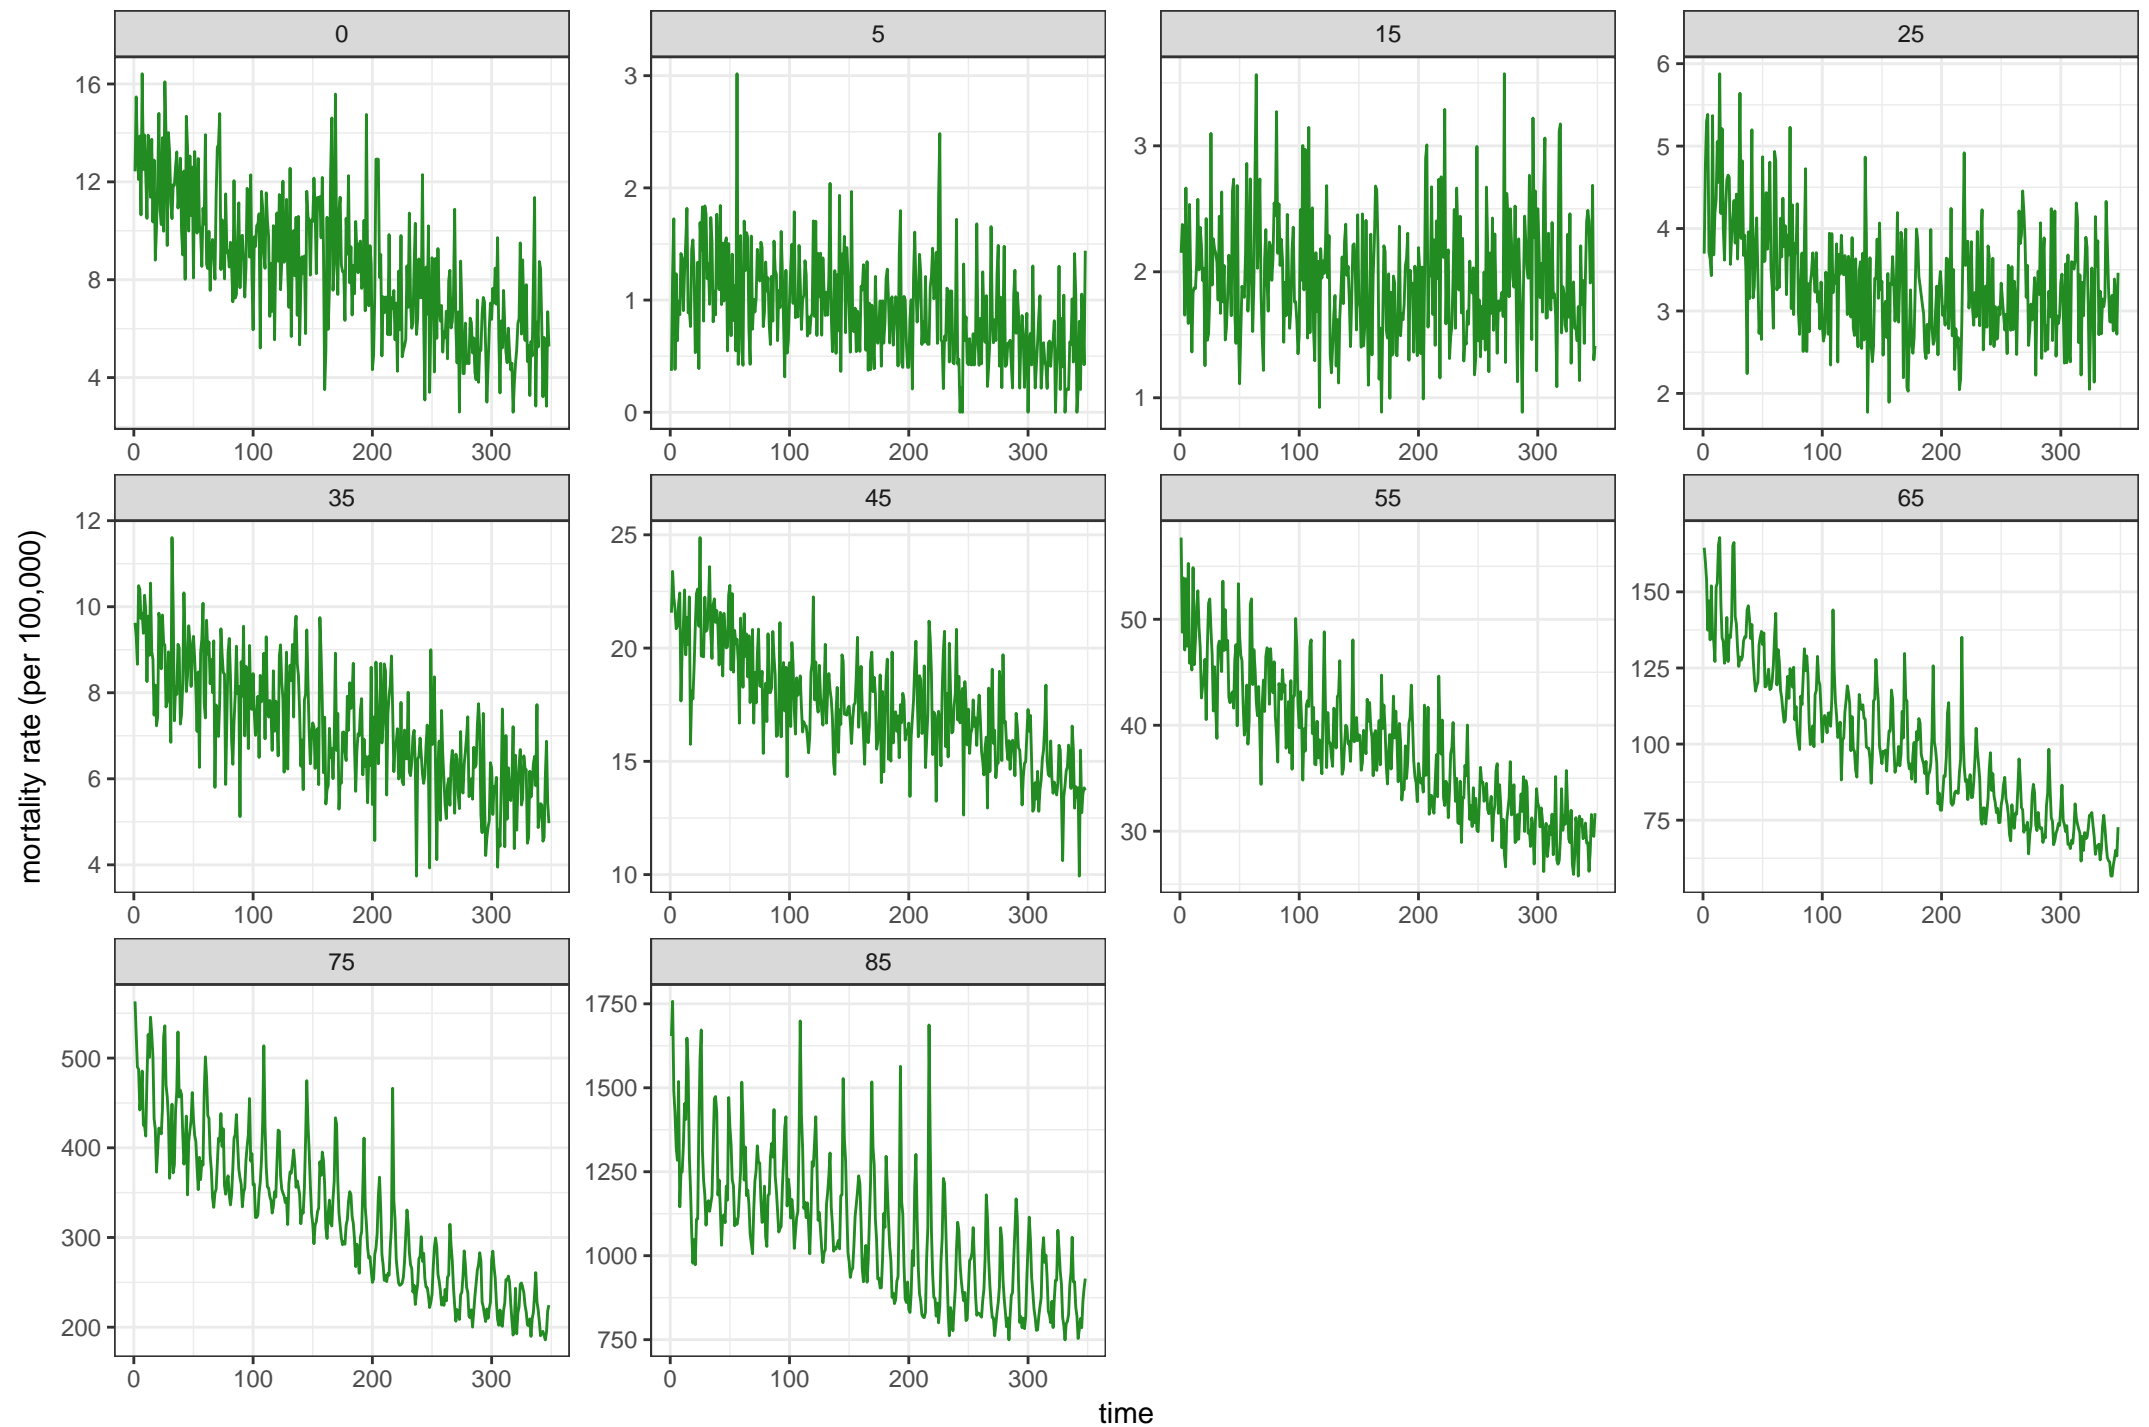 0 5 15 25
16 3 3 6
12 2 2 5
8 1 1 4
4 0 3
2
0 100 200 300 0 100 200 300 0 100 200 300 0 100 200 300
35 45 55 65
12 25 50 150
10 20 40 125
8 15 30 100
6 10 75
4
0 100 200 300 0 100 200 300 0 100 200 300 0 100 200 300
75 85
500 1750
400 1500
300 1250
200 1000
750
0 100 200 300 0 100 200 300
mortality rate (per 100,000)
time